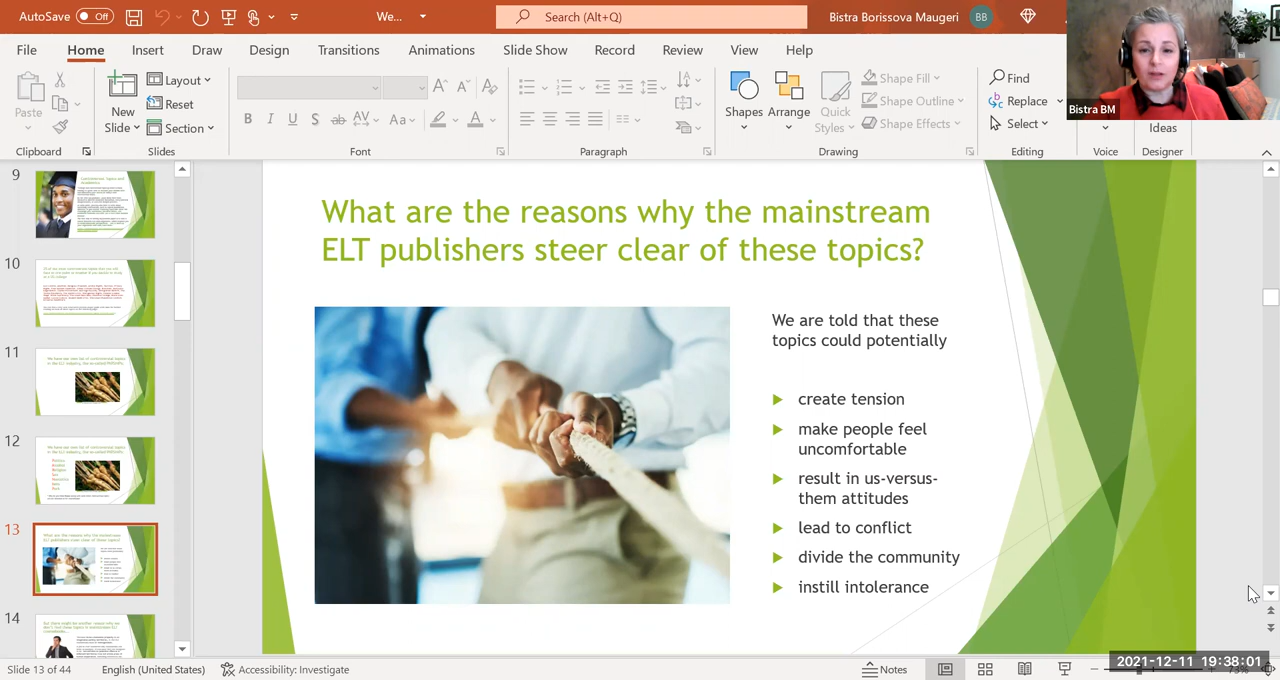 AutoSave Off We... Search (Alt+Q) Bistra Borissova Maugeri BB
File Home Insert Draw Design Transitions Animations Slide Show Record Review View Help
Paste
Clipboard
New
Slide
Layout
Reset
Section
Slides
B I U S ab AV Aa A
Font
Paragraph
Shapes
Arrange
Quick
Styles
Shape Fill
Shape Outline
Shape Effects
Drawing
Find
Replace
Select
Editing
Voice
Ideas
Designer
Bistra BM
9
10
11
12
13
14
What are the reasons why the mainstream
ELT publishers steer clear of these topics?
We are told that these
topics could potentially
create tension
make people feel
uncomfortable
result in us-versus-
them attitudes
lead to conflict
divide the community
instill intolerance
Slide 13 of 44 English (United States) Accessibility: Investigate Notes
2021-12-11 19:38:01